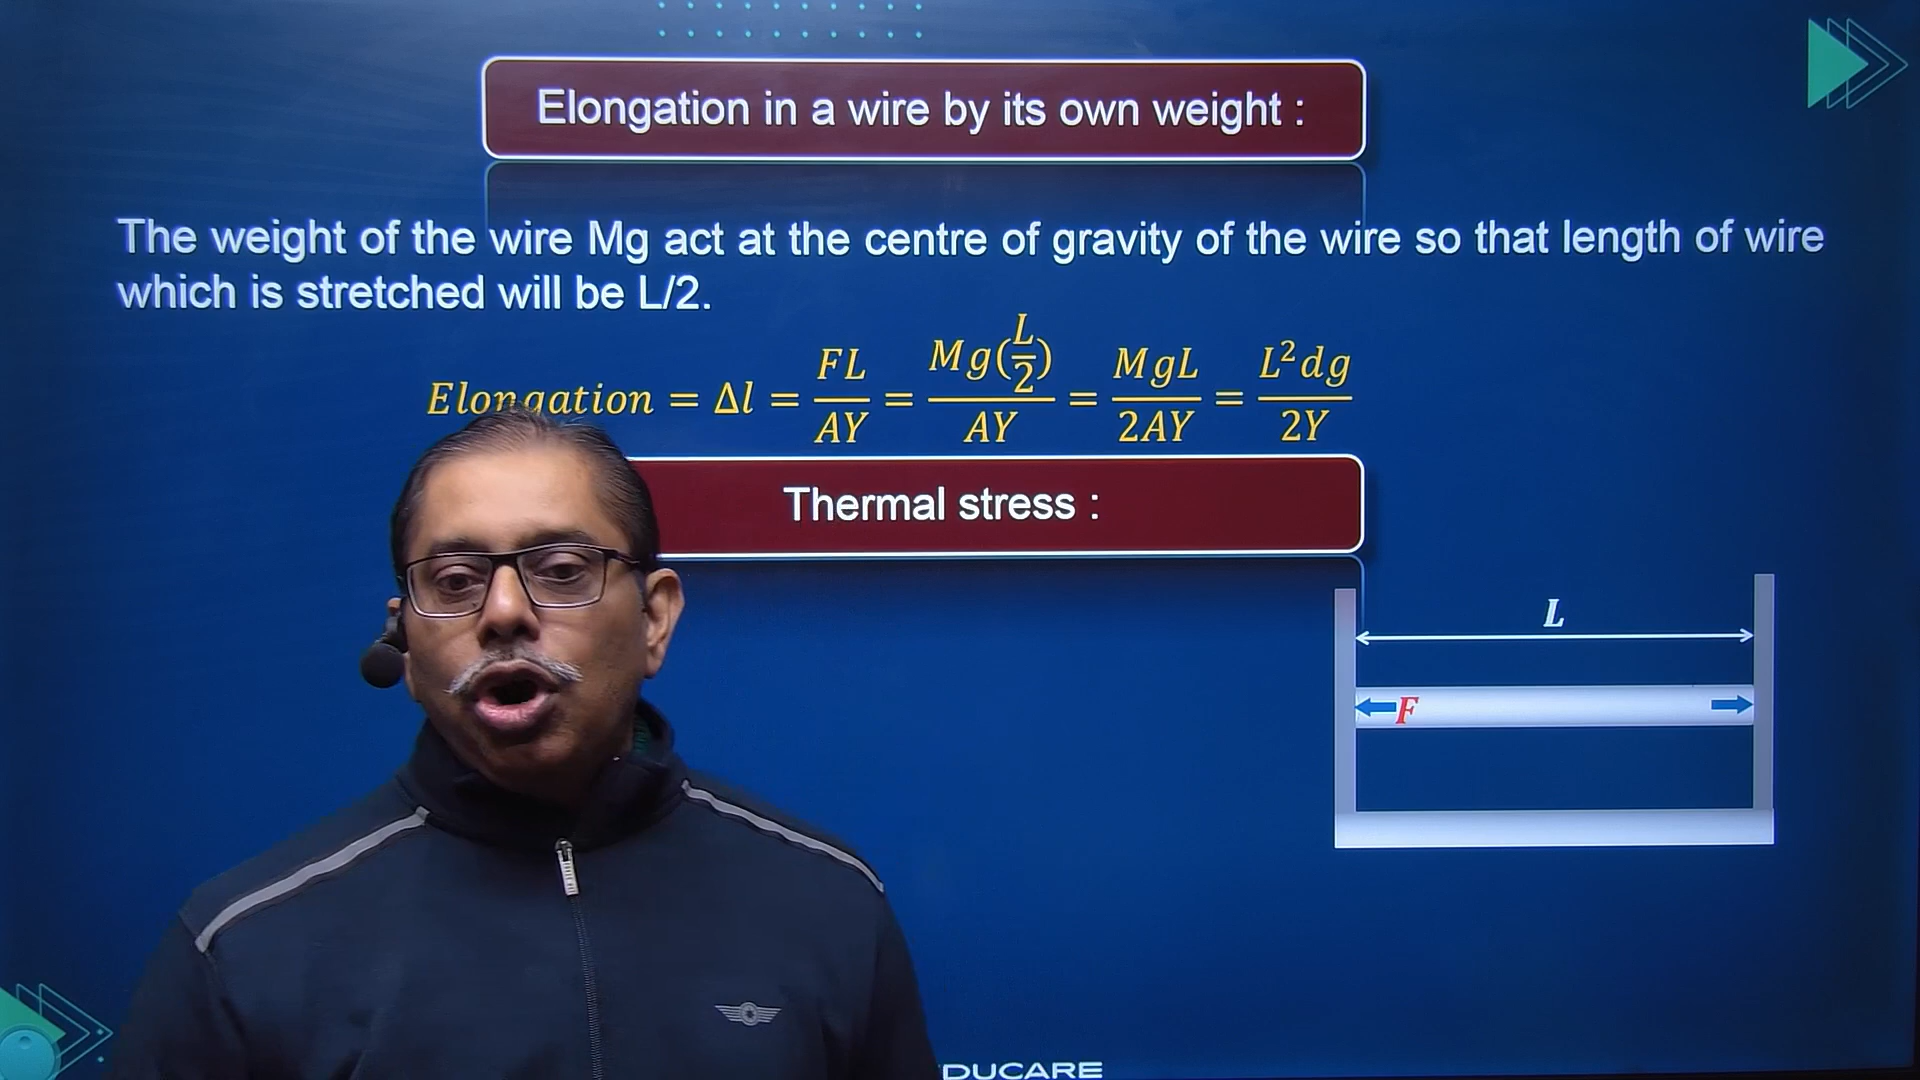 Elongation in a wire by its own weight :
The weight of the wire Mg act at the centre of gravity of the wire so that length of wire
which is stretched will be L/2.
Elongation = Δl = FL/AY = Mg(L/2)/AY = MgL/2AY = L²dg/2Y
Thermal stress :
L
F
DUCARE